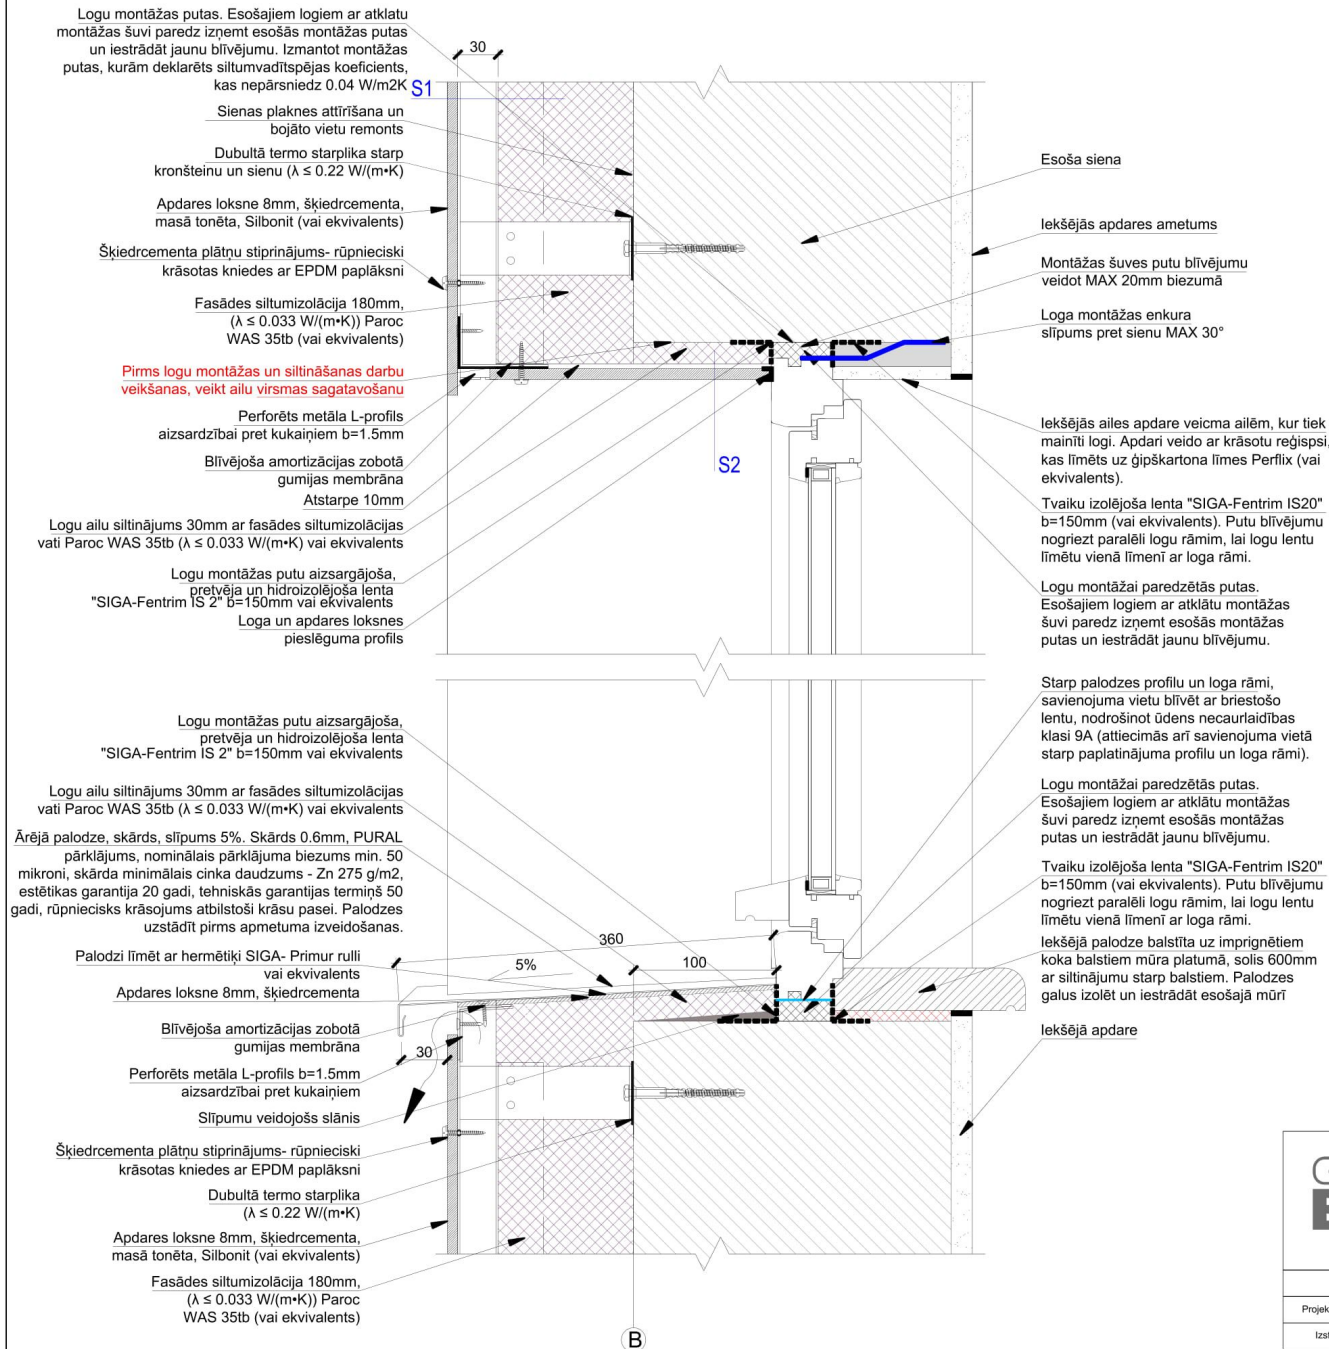 Logu montāžas putas. Esošajiem logiem ar atklatu
montāžas šuvi paredz izņemt esošās montāžas putas
un iestrādāt jaunu blīvējumu. Izmantot montāžas
putas, kurām deklarēts siltumvadītspējas koeficients,
kas nepārsniedz 0.04 W/m2K
30
S1
Sienas plaknes attīrīšana un
bojāto vietu remonts
Dubultā termo starplika starp
kronšteinu un sienu (λ ≤ 0.22 W/(m•K)
Apdares loksne 8mm, šķiedrcementa,
masā tonēta, Silbonit (vai ekvivalents)
Šķiedrcementa plātņu stiprinājums- rūpnieciski
krāsotas kniedes ar EPDM paplāksni
Fasādes siltumizolācija 180mm,
(λ ≤ 0.033 W/(m•K)) Paroc
WAS 35tb (vai ekvivalents)
Pirms logu montāžas un siltināšanas darbu
veikšanas, veikt ailu virsmas sagatavošanu
Perforēts metāla L-profils
aizsardzībai pret kukaiņiem b=1.5mm
Blīvējoša amortizācijas zobotā
gumijas membrāna
Atstarpe 10mm
Logu ailu siltinājums 30mm ar fasādes siltumizolācijas
vati Paroc WAS 35tb (λ ≤ 0.033 W/(m•K) vai ekvivalents
Logu montāžas putu aizsargājoša,
pretvēja un hidroizolējoša lenta
"SIGA-Fentrim IS 2" b=150mm vai ekvivalents
Loga un apdares loksnes
pieslēguma profils
S2
Esoša siena
Iekšējās apdares ametums
Montāžas šuves putu blīvējumu
veidot MAX 20mm biezumā
Loga montāžas enkura
slīpums pret sienu MAX 30°
Iekšējās ailes apdare veicma ailēm, kur tiek
mainīti logi. Apdari veido ar krāsotu reģispsi,
kas līmēts uz ģipškartona līmes Perflix (vai
ekvivalents).
Tvaiku izolējoša lenta "SIGA-Fentrim IS20"
b=150mm (vai ekvivalents). Putu blīvējumu
nogriezt paralēli logu rāmim, lai logu lentu
līmētu vienā līmenī ar loga rāmi.
Logu montāžai paredzētās putas.
Esošajiem logiem ar atklātu montāžas
šuvi paredz izņemt esošās montāžas
putas un iestrādāt jaunu blīvējumu.
Logu montāžas putu aizsargājoša,
pretvēja un hidroizolējoša lenta
"SIGA-Fentrim IS 2" b=150mm vai ekvivalents
Logu ailu siltinājums 30mm ar fasādes siltumizolācijas
vati Paroc WAS 35tb (λ ≤ 0.033 W/(m•K) vai ekvivalents
Ārējā palodze, skārds, slīpums 5%. Skārds 0.6mm, PURAL
pārklājums, nominālais pārklājuma biezums min. 50
mikroni, skārda minimālais cinka daudzums - Zn 275 g/m2,
estētikas garantija 20 gadi, tehniskās garantijas termiņš 50
gadi, rūpniecisks krāsojums atbilstoši krāsu pasei. Palodzes
uzstādīt pirms apmetuma izveidošanas.
Palodzi līmēt ar hermētiķi SIGA- Primur rulli
vai ekvivalents
Apdares loksne 8mm, šķiedrcementa
Blīvējoša amortizācijas zobotā
gumijas membrāna
Perforēts metāla L-profils b=1.5mm
aizsardzībai pret kukaiņiem
Slīpumu veidojošs slānis
Šķiedrcementa plātņu stiprinājums- rūpnieciski
krāsotas kniedes ar EPDM paplāksni
Dubultā termo starplika
(λ ≤ 0.22 W/(m•K)
Apdares loksne 8mm, šķiedrcementa,
masā tonēta, Silbonit (vai ekvivalents)
Fasādes siltumizolācija 180mm,
(λ ≤ 0.033 W/(m•K)) Paroc
WAS 35tb (vai ekvivalents)
360
5%
100
30
B
Starp palodzes profilu un loga rāmi,
savienojuma vietu blīvēt ar briestošo
lentu, nodrošinot ūdens necaurlaidības
klasi 9A (attiecimās arī savienojuma vietā
starp paplatinājuma profilu un loga rāmi).
Logu montāžai paredzētās putas.
Esošajiem logiem ar atklātu montāžas
šuvi paredz izņemt esošās montāžas
putas un iestrādāt jaunu blīvējumu.
Tvaiku izolējoša lenta "SIGA-Fentrim IS20"
b=150mm (vai ekvivalents). Putu blīvējumu
nogriezt paralēli logu rāmim, lai logu lentu
līmētu vienā līmenī ar loga rāmi.
Iekšējā palodze balstīta uz imprignētiem
koka balstiem mūra platumā, solis 600mm
ar siltinājumu starp balstiem. Palodzes
galus izolēt un iestrādāt esošajā mūrī
Iekšējā apdare